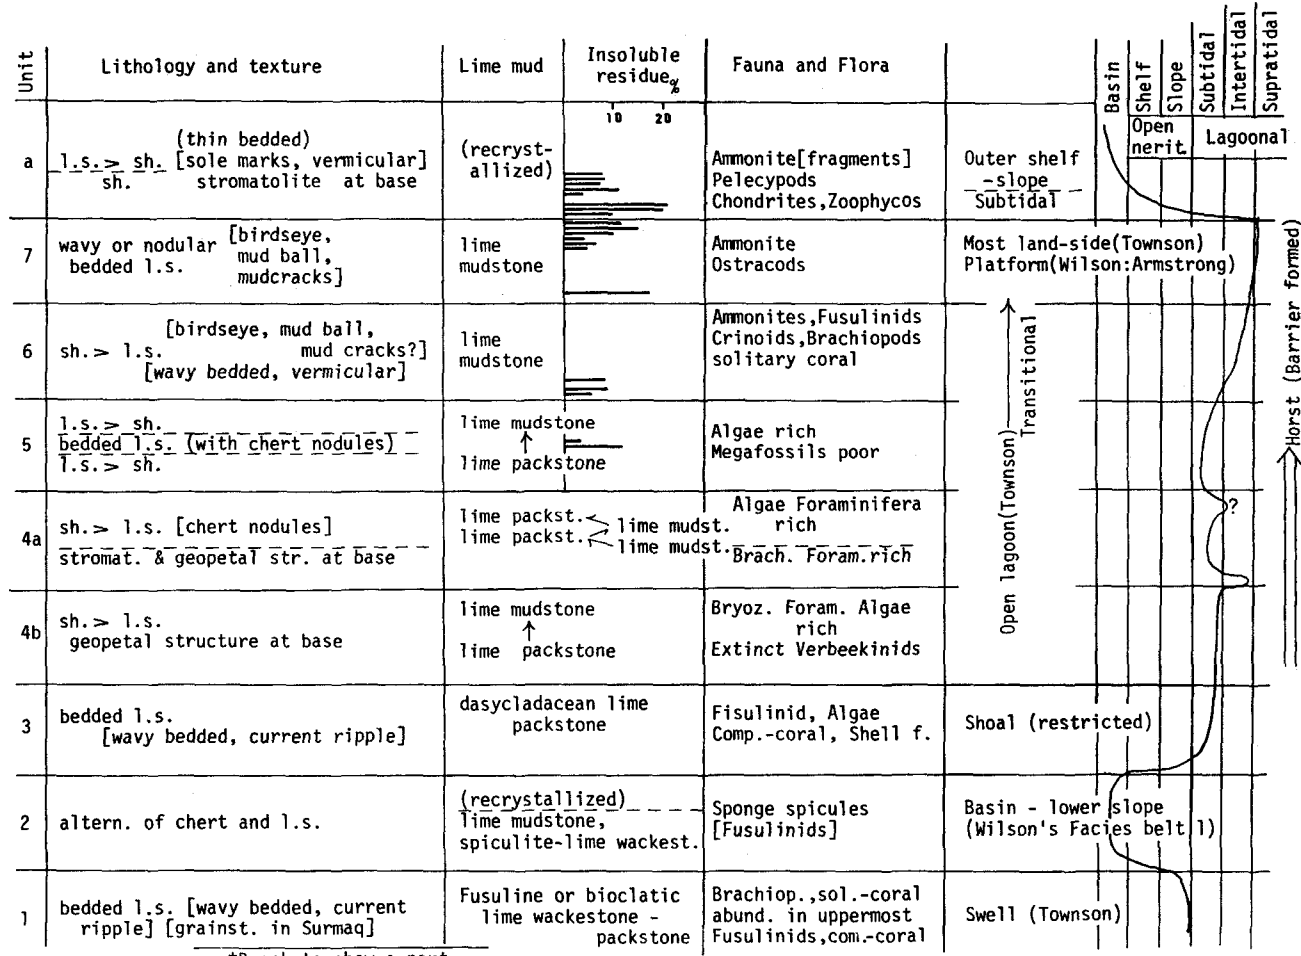 Unit
Lithology and texture
Lime mud
Insoluble
residue%
10 20
Fauna and Flora
Basin
Shelf
Slope
Subtidal
Intertidal
Supratidal
Open
nerit.
Lagoonal
a
(thin bedded)
l.s.> sh. [sole marks, vermicular]
sh. stromatolite at base
(recryst-
allized)
Ammonite[fragments]
Pelecypods
Chondrites,Zoophycos
Outer shelf
-slope
Subtidal
7
wavy or nodular [birdseye,
bedded l.s. mud ball,
mudcracks]
lime
mudstone
Ammonite
Ostracods
Most land-side(Townson)
Platform(Wilson:Armstrong)
6
[birdseye, mud ball,
sh.> l.s. mud cracks?]
[wavy bedded, vermicular]
lime
mudstone
Ammonites,Fusulinids
Crinoids,Brachiopods
solitary coral
5
l.s.> sh.
bedded l.s. (with chert nodules)
l.s.> sh.
lime mudstone
↑
lime packstone
Algae rich
Megafossils poor
4a
sh.> l.s. [chert nodules]
stromat. & geopetal str. at base
lime packst.
lime mudst.
lime packst.
lime mudst.
Algae Foraminifera
rich
Brach. Foram.rich
?
4b
sh.> l.s.
geopetal structure at base
lime mudstone
↑
lime packstone
Bryoz. Foram. Algae
rich
Extinct Verbeekinids
Open lagoon(Townson)→
Transitional
⇒Horst (Barrier formed)
3
bedded l.s.
[wavy bedded, current ripple]
dasycladacean lime
packstone
Fisulinid, Algae
Comp.-coral, Shell f.
Shoal (restricted)
2
altern. of chert and l.s.
(recrystallized)
lime mudstone,
spiculite-lime wackest.
Sponge spicules
[Fusulinids]
Basin - lower slope
(Wilson's Facies belt 1)
1
bedded l.s. [wavy bedded, current
ripple] [grainst. in Surmaq]
Fusuline or bioclatic
lime wackestone -
packstone
Brachiop.,sol.-coral
abund. in uppermost
Fusulinids,com.-coral
Swell (Townson)